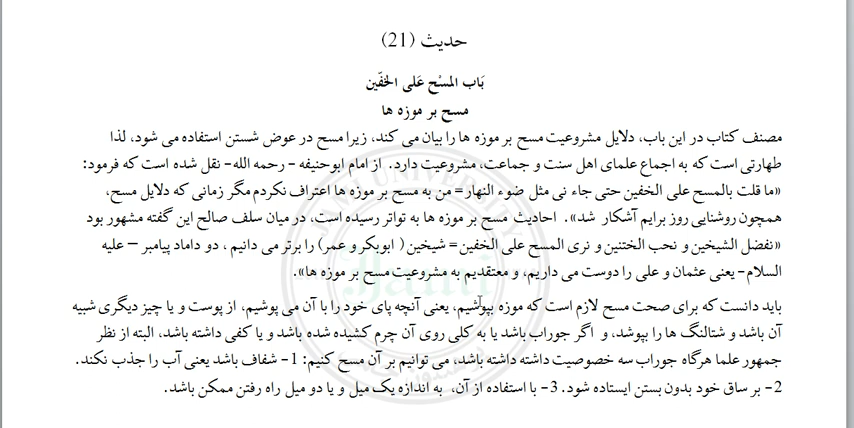 حدیث (21)
بَاب المسْح عَلی الخفّین
مسح بر موزه ها
مصنف کتاب در این باب، دلایل مشروعیت مسح بر موزه ها را بیان می کند، زیرا مسح در عوض شستن استفاده می شود، لذا
طهارتی است که به اجماع علمای اهل سنت و جماعت، مشروعیت دارد. از امام ابوحنیفه - رحمه الله- نقل شده است که فرمود:
«ما قلت بالمسح علی الخفین حتی جاء نی مثل ضوء النهار= من به مسح بر موزه ها اعتراف نکردم مگر زمانی که دلایل مسح،
همچون روشنایی روز برایم آشکار شد». احادیث مسح بر موزه ها به تواتر رسیده است، در میان سلف صالح این گفته مشهور بود
«نفضل الشیخین و نحب الختنین و نری المسح علی الخفین= شیخین( ابوبکر و عمر) را برتر می دانیم ، دو داماد پیامبر – علیه
السلام- یعنی عثمان و علی را دوست می داریم، و معتقدیم به مشروعیت مسح بر موزه ها».
باید دانست که برای صحت مسح لازم است که موزه بپوشیم، یعنی آنچه پای خود را با آن می پوشیم، از پوست و یا چیز دیگری شبیه
آن باشد و شتالنگ ها را بپوشد، و اگر جوراب باشد یا به کلی روی آن چرم کشیده شده باشد و یا کفی داشته باشد، البته از نظر
جمهور علما هرگاه جوراب سه خصوصیت داشته داشته باشد، می توانیم بر آن مسح کنیم: 1- شفاف باشد یعنی آب را جذب نکند.
2- بر ساق خود بدون بستن ایستاده شود. 3- با استفاده از آن، به اندازه یک میل و یا دو میل راه رفتن ممکن باشد.